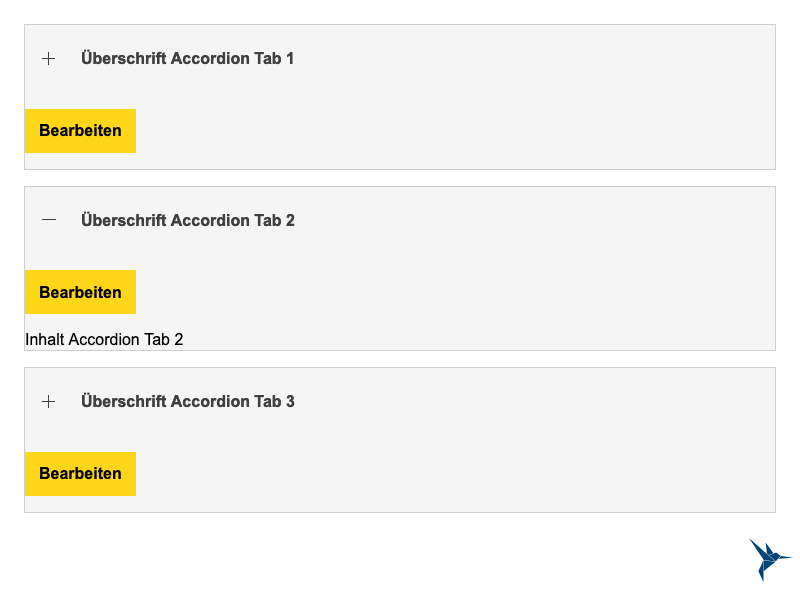 Überschrift Accordion Tab 1
Bearbeiten
Überschrift Accordion Tab 2
Bearbeiten
Inhalt Accordion Tab 2
Überschrift Accordion Tab 3
Bearbeiten